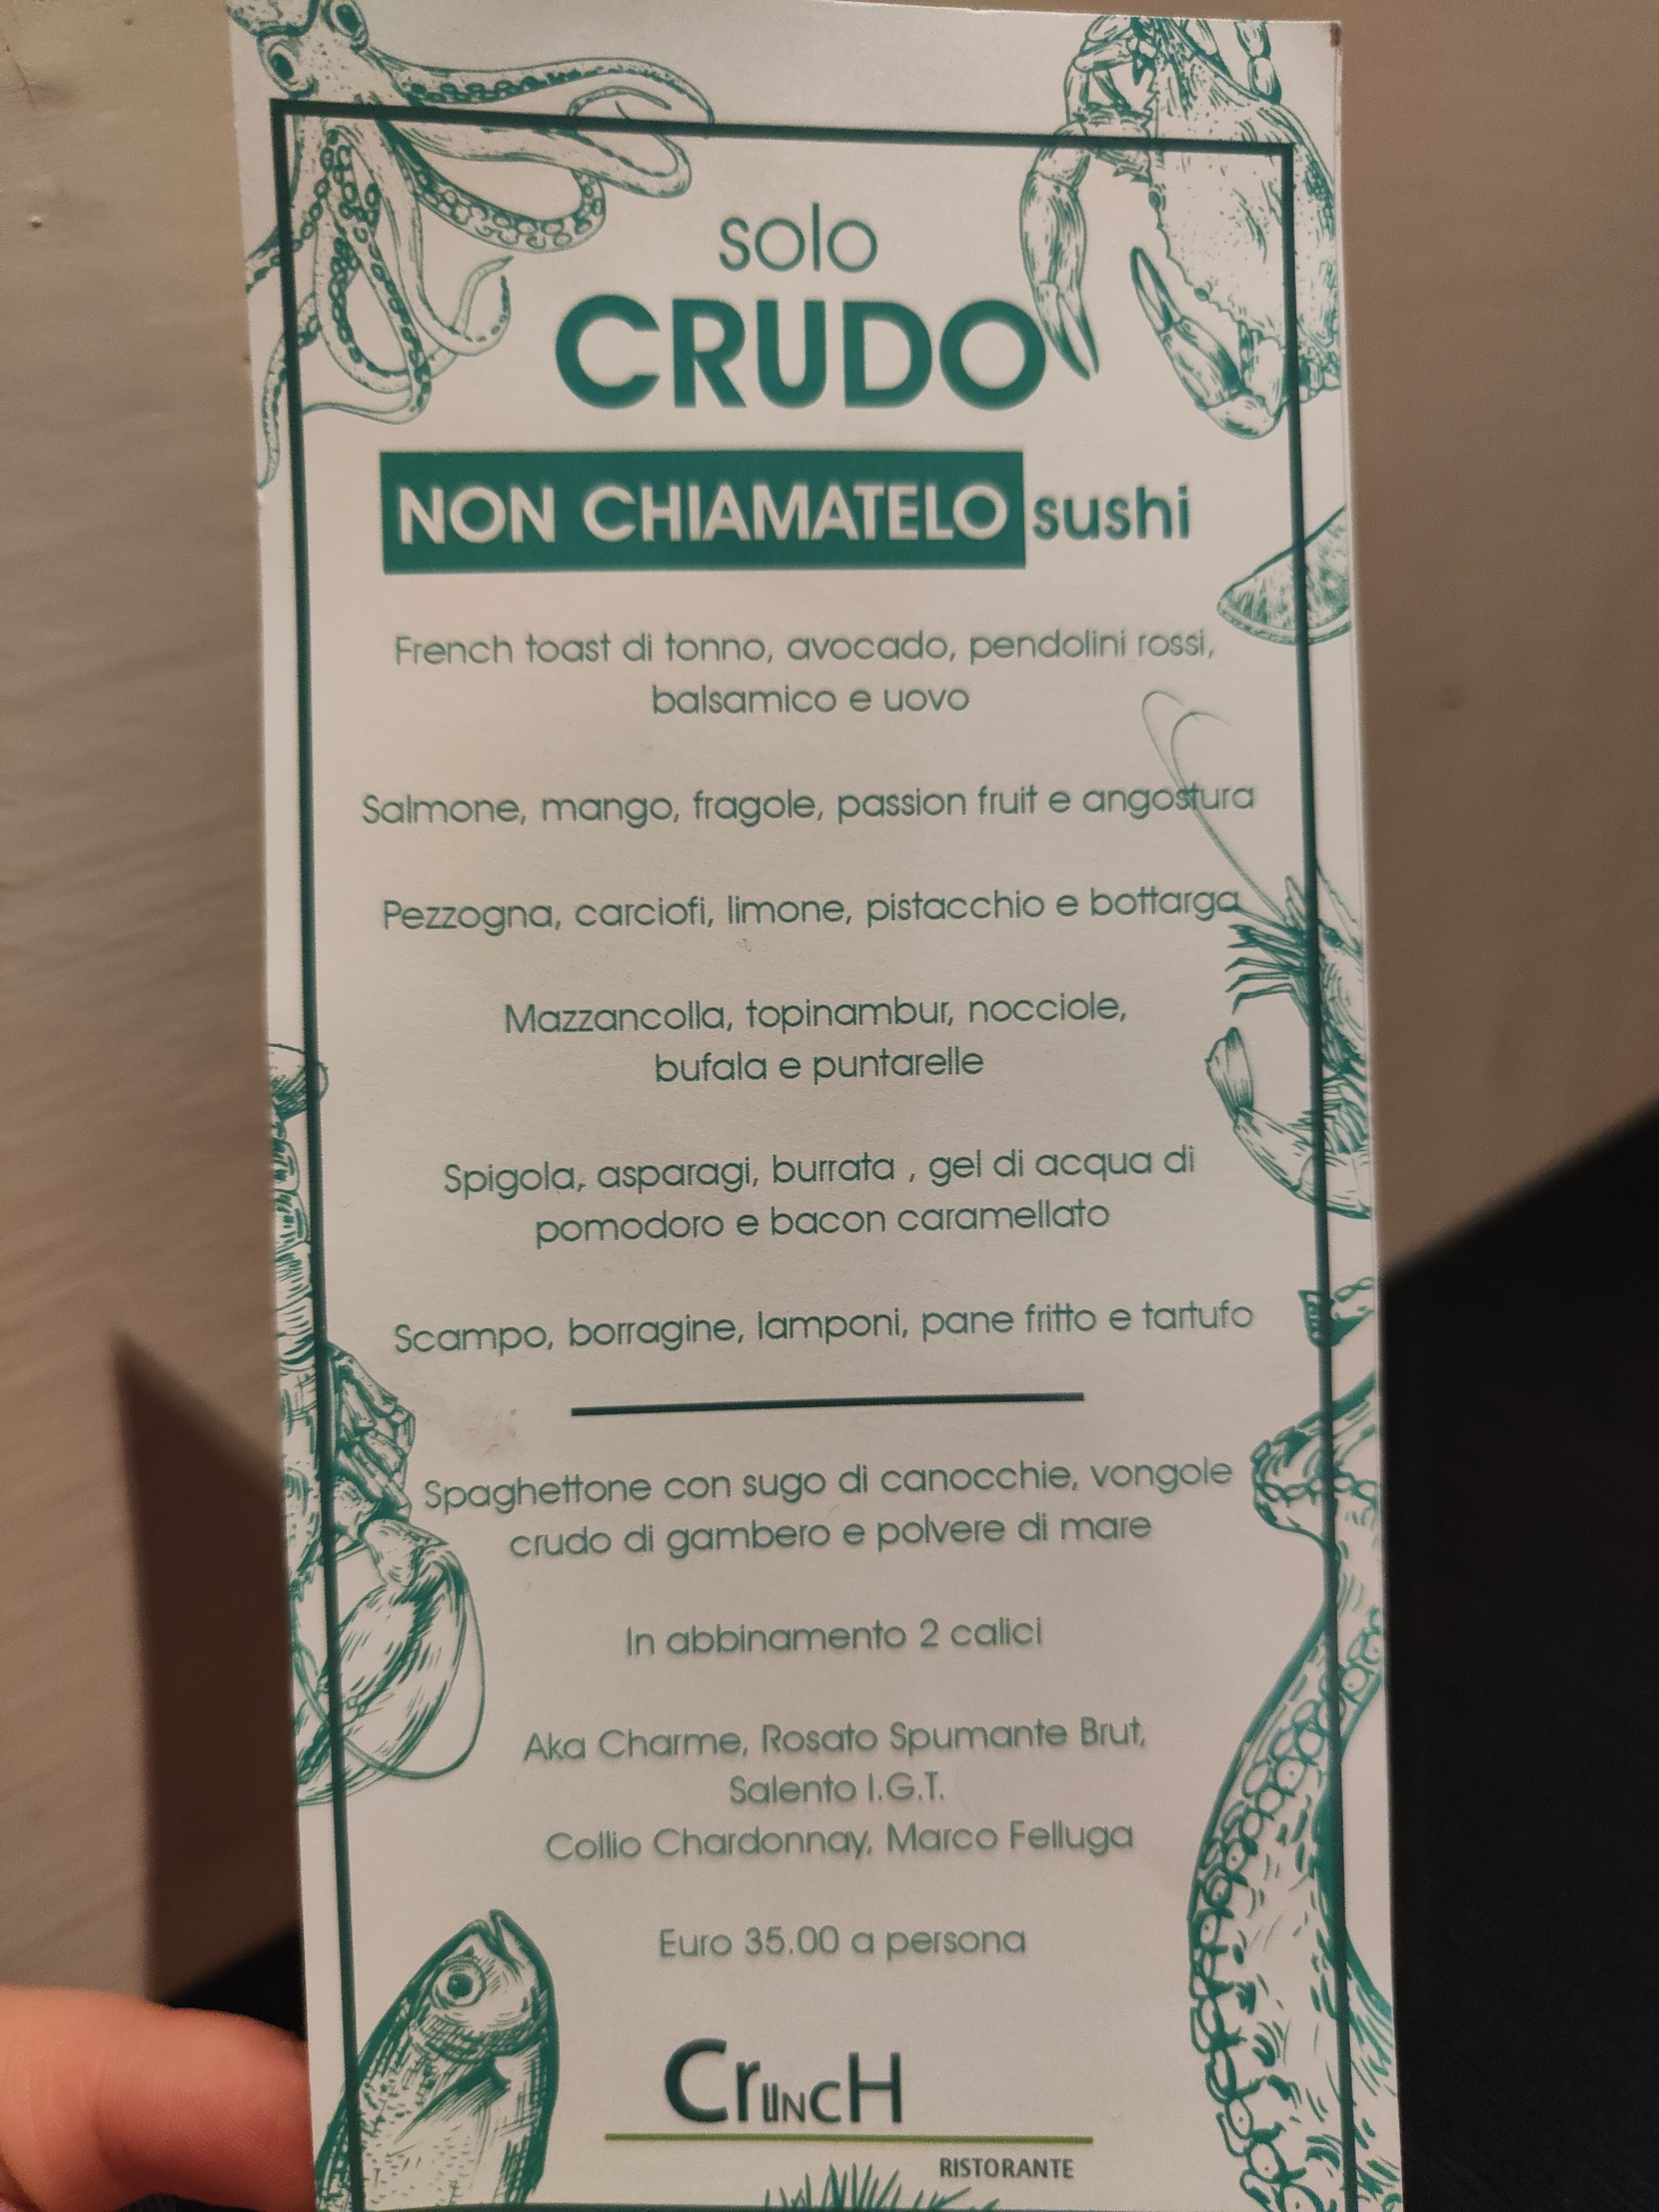 solo
CRUDO
NON CHIAMATELO sushi
French toast di tonno, avocado, pendolini rossi,
balsamico e uovo
Salmone, mango, fragole, passion fruit e angostura
Pezzogna, carciofi, limone, pistacchio e bottarga
Mazzancolla, topinambur, nocciole,
bufala e puntarelle
Spigola, asparagi, burrata , gel di acqua di
pomodoro e bacon caramellato
Scampo, borragine, lamponi, pane fritto e tartufo
Spaghettone con sugo di canocchie, vongole
crudo di gambero e polvere di mare
In abbinamento 2 calici
Aka Charme, Rosato Spumante Brut,
Salento I.G.T.
Collio Chardonnay, Marco Felluga
Euro 35.00 a persona
CrUNcH
RISTORANTE